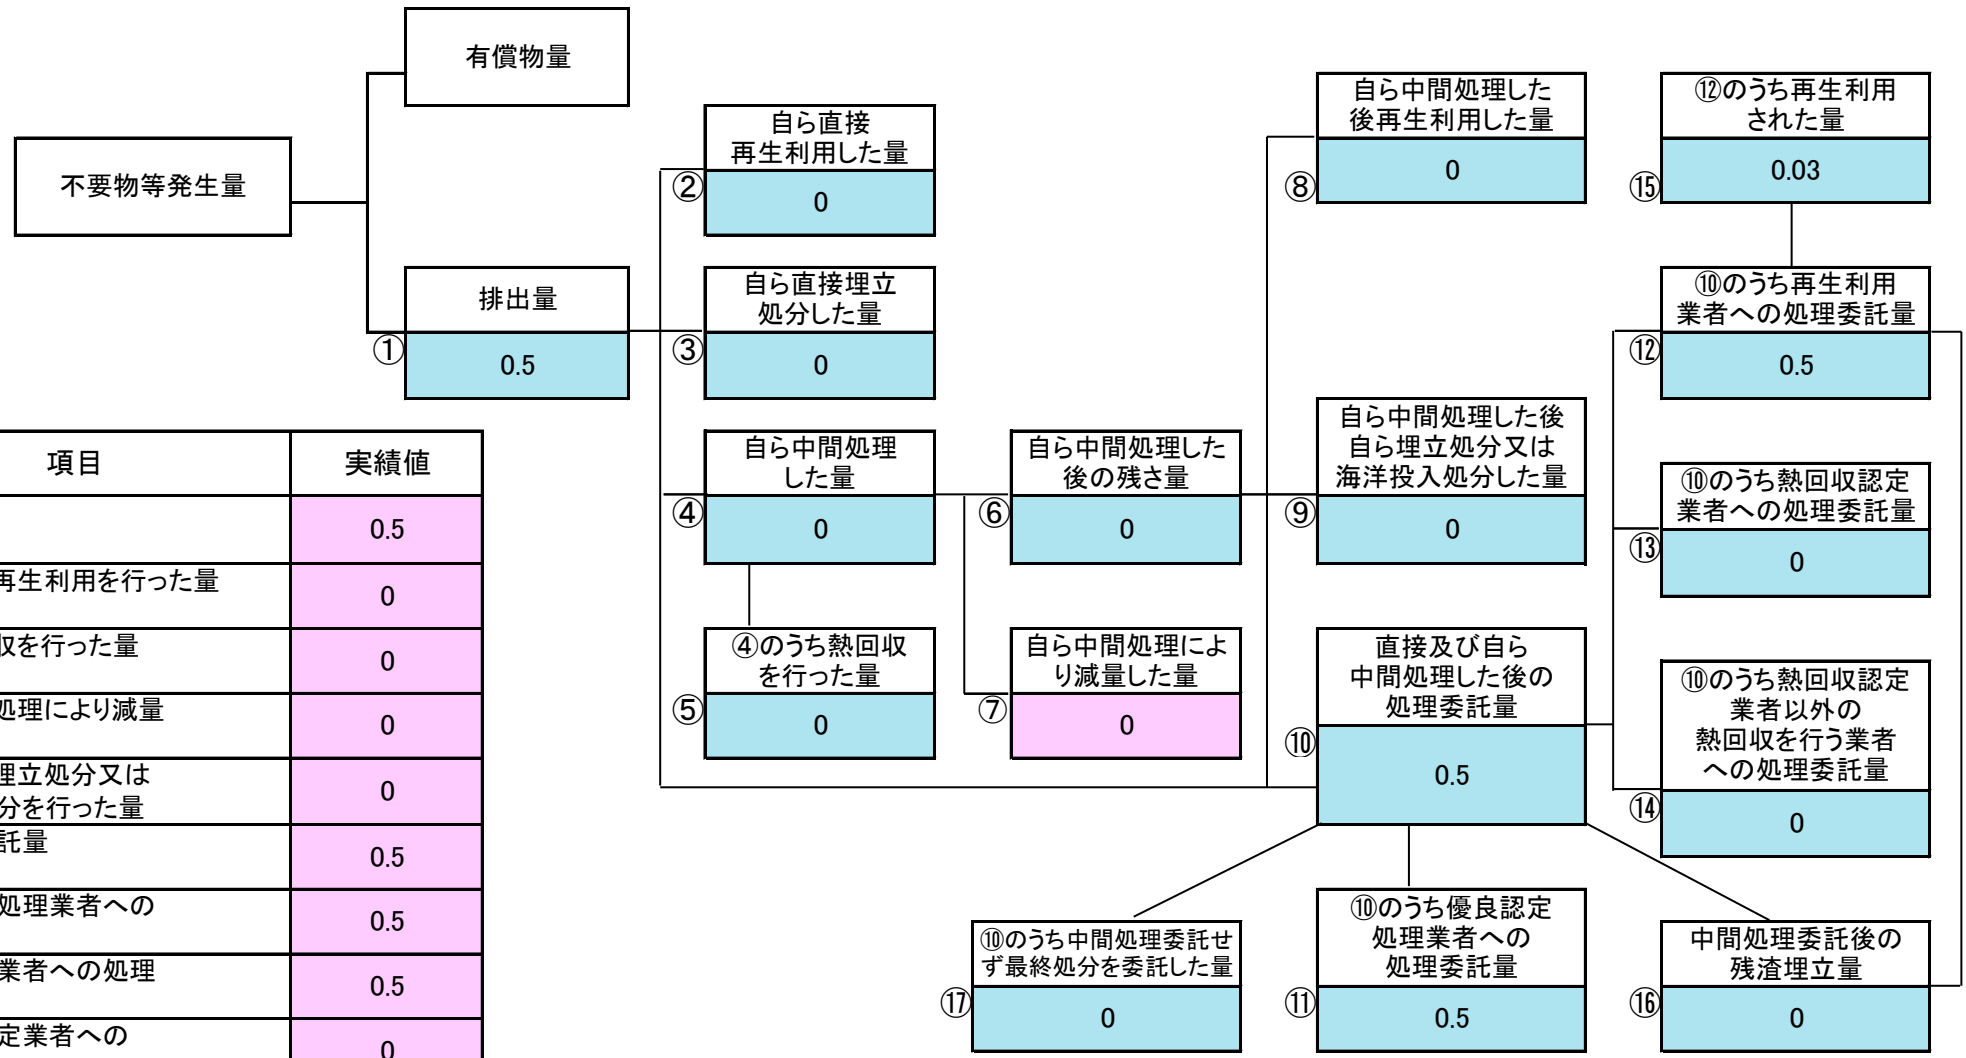 有償物量
不要物等発生量
自ら直接
再生利用した量
②
0
自ら中間処理した
後再生利用した量
⑧
0
⑫のうち再生利用
された量
⑮
0.03
排出量
①
0.5
自ら直接埋立
処分した量
③
0
⑩のうち再生利用
業者への処理委託量
⑫
0.5
自ら中間処理
した量
④
0
自ら中間処理した
後の残さ量
⑥
0
自ら中間処理した後
自ら埋立処分又は
海洋投入処分した量
⑨
0
⑩のうち熱回収認定
業者への処理委託量
⑬
0
④のうち熱回収
を行った量
⑤
0
自ら中間処理によ
り減量した量
⑦
0
直接及び自ら
中間処理した後の
処理委託量
⑩
0.5
⑩のうち熱回収認定
業者以外の
熱回収を行う業者
への処理委託量
⑭
0
⑩のうち中間処理委託せ
ず最終処分を委託した量
⑰
0
⑩のうち優良認定
処理業者への
処理委託量
⑪
0.5
中間処理委託後の
残渣埋立量
⑯
0
項目 実績値
0.5
再生利用を行った量
0
を行った量
0
処理により減量
0
埋立処分又は
分を行った量
0
託量
0.5
処理業者への
0.5
業者への処理
0.5
定業者への
0